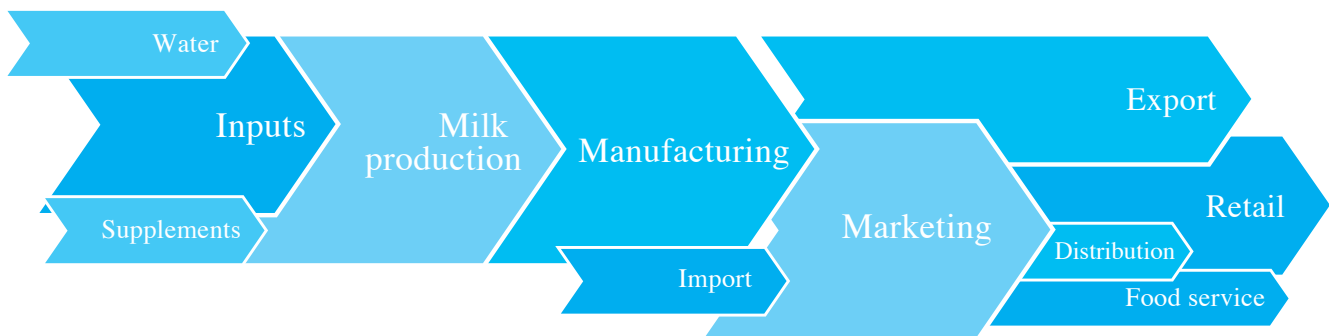 Water
Inputs
Supplements
Milk
production
Manufacturing
Import
Marketing
Export
Retail
Distribution
Food service